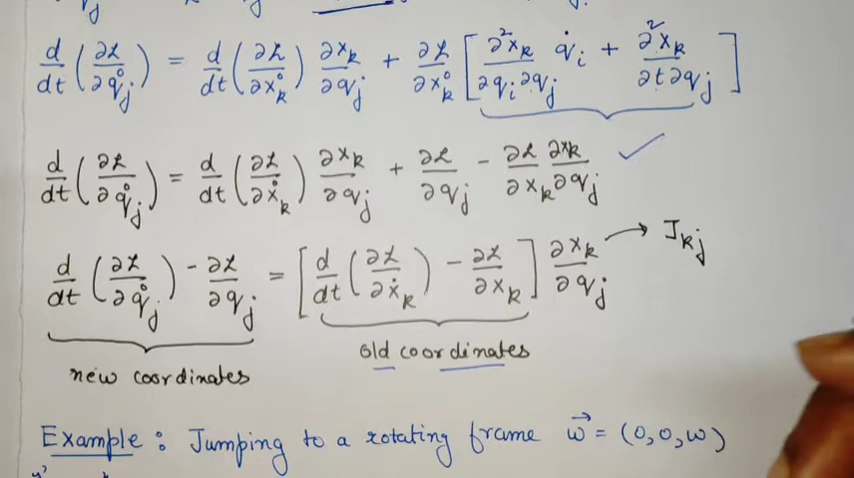 d/dt (∂L/∂q̇_j) = d/dt (∂L/∂ẋ_k) ∂x_k/∂q_j + ∂L/∂ẋ_k [∂²x_k/∂q_i∂q_j q̇_i + ∂²x_k/∂t∂q_j]
d/dt (∂L/∂q̇_j) = d/dt (∂L/∂ẋ_k) ∂x_k/∂q_j + ∂L/∂q_j - ∂L/∂x_k ∂x_k/∂q_j ✓
d/dt (∂L/∂q̇_j) - ∂L/∂q_j = [d/dt (∂L/∂ẋ_k) - ∂L/∂x_k] ∂x_k/∂q_j → J_kj
old coordinates
new coordinates
Example : Jumping to a rotating frame w⃗ = (0,0,w)